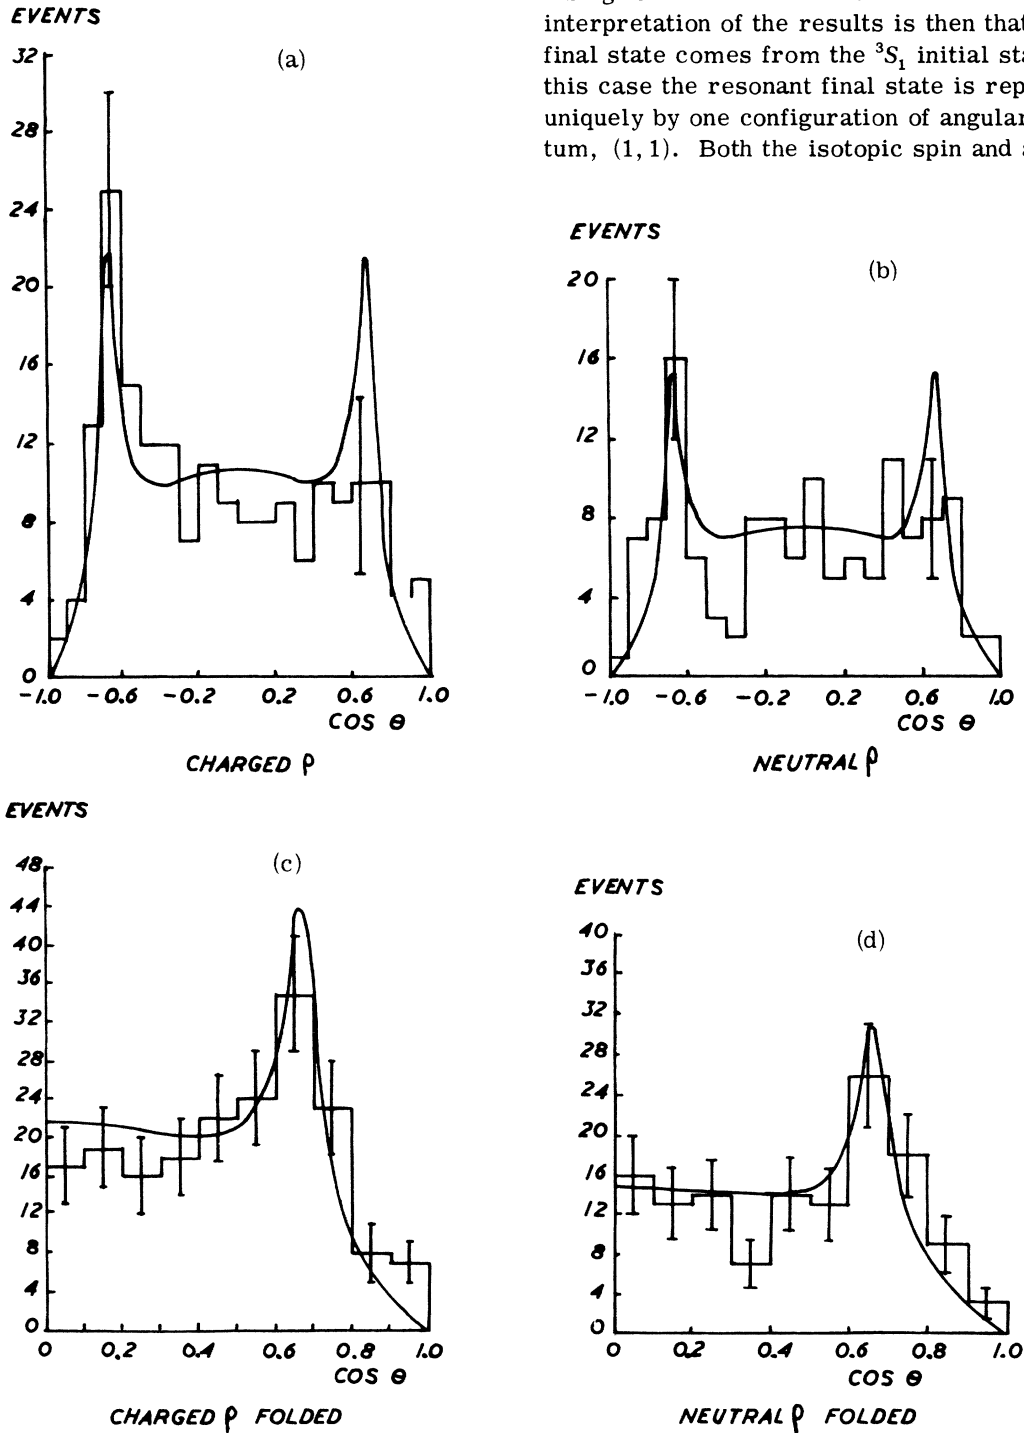 interpretation of the results is then that
final state comes from the ³S₁ initial sta
this case the resonant final state is rep
uniquely by one configuration of angular
tum, (1, 1). Both the isotopic spin and a
EVENTS
(a)
32
28
24
20
16
12
8
4
0
-1.0 -0.6 -0.2 0.2 0.6 1.0
COS θ
CHARGED ρ
EVENTS
(b)
20
16
12
8
4
0
-1.0 -0.6 -0.2 0.2 0.6 1.0
COS θ
NEUTRAL ρ
EVENTS
(c)
48
44
40
36
32
28
24
20
16
12
8
4
0
0 0.2 0.4 0.6 0.8 1.0
COS θ
CHARGED ρ FOLDED
EVENTS
(d)
40
36
32
28
24
20
16
12
8
4
0
0 0.2 0.4 0.6 0.8 1.0
COS θ
NEUTRAL ρ FOLDED